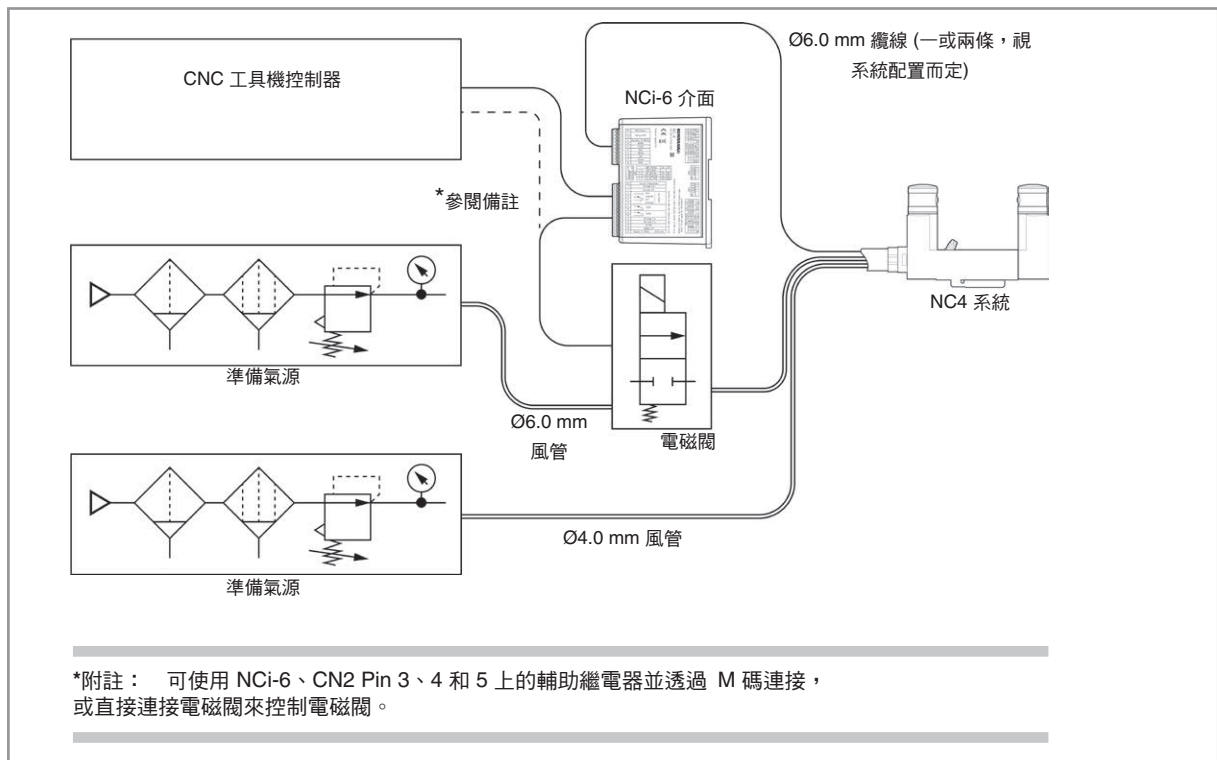 CNC 工具機控制器
Ø6.0 mm 纜線 (一或兩條，視
系統配置而定)
NCi-6 介面
*參閱備註
NC4 系統
準備氣源
Ø6.0 mm
風管
電磁閥
Ø4.0 mm 風管
準備氣源
*附註： 可使用 NCi-6、CN2 Pin 3、4 和 5 上的輔助繼電器並透過 M 碼連接，
或直接連接電磁閥來控制電磁閥。